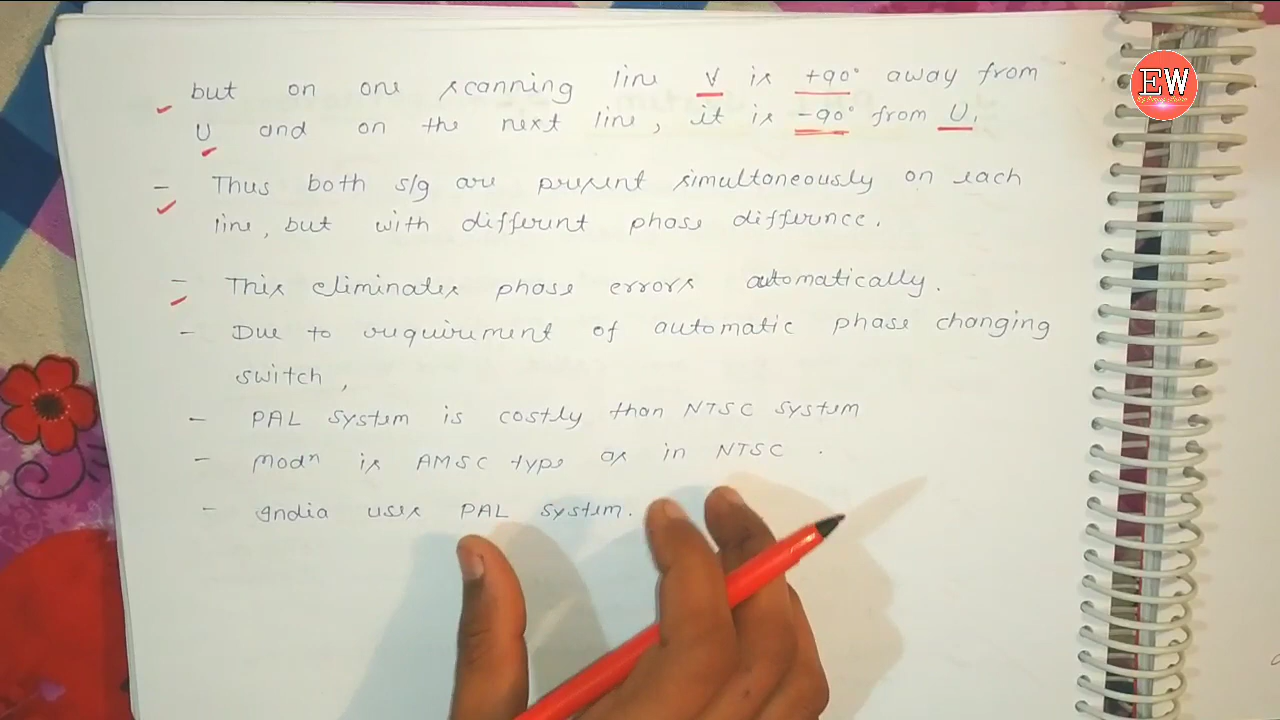 but on one scanning line V is +90° away from
U and on the next line, it is -90° from U.
- Thus both s/g are present simultaneously on each
line, but with different phase differnce.
- This eliminates phase errors automatically.
- Due to requirement of automatic phase changing
switch,
- PAL system is costly than NTSC system
- Modⁿ is AMSC type as in NTSC.
- India uses PAL system.
EW